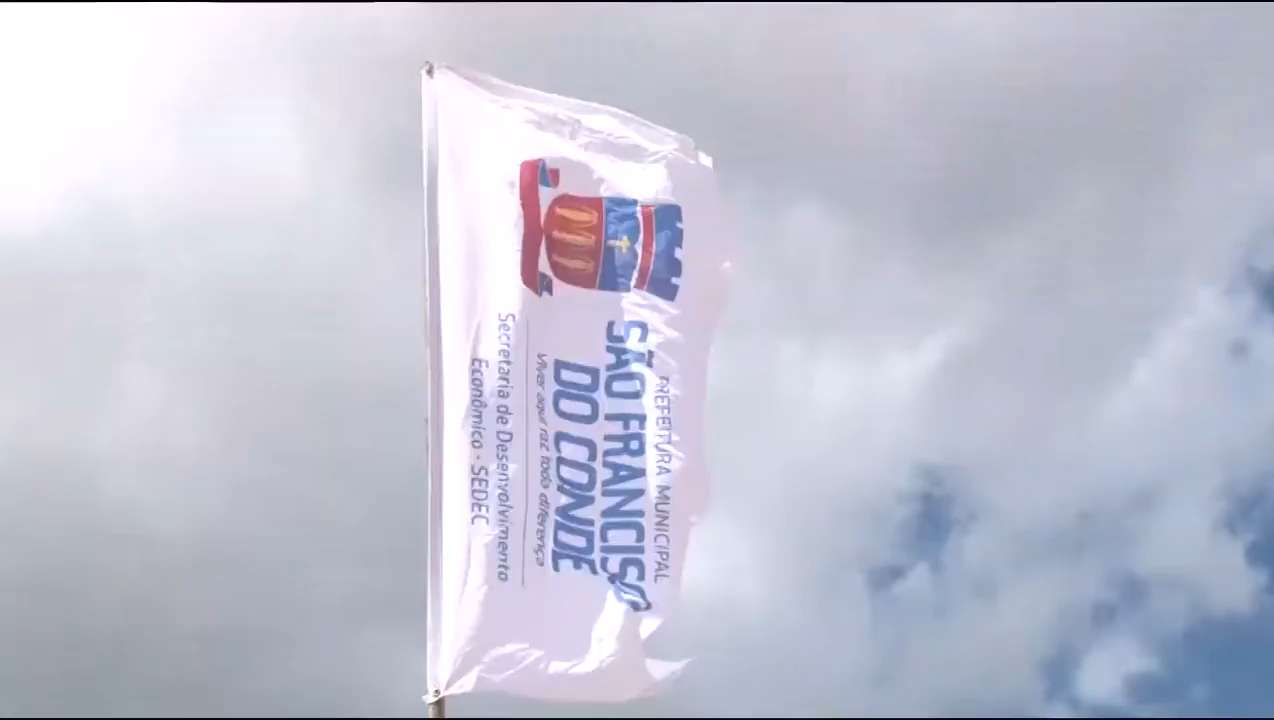 PREFEITURA MUNICIPAL
SÃO FRANCISCO
DO CONDE
Viver aqui faz toda diferença
Secretaria de Desenvolvimento
Econômico - SEDEC